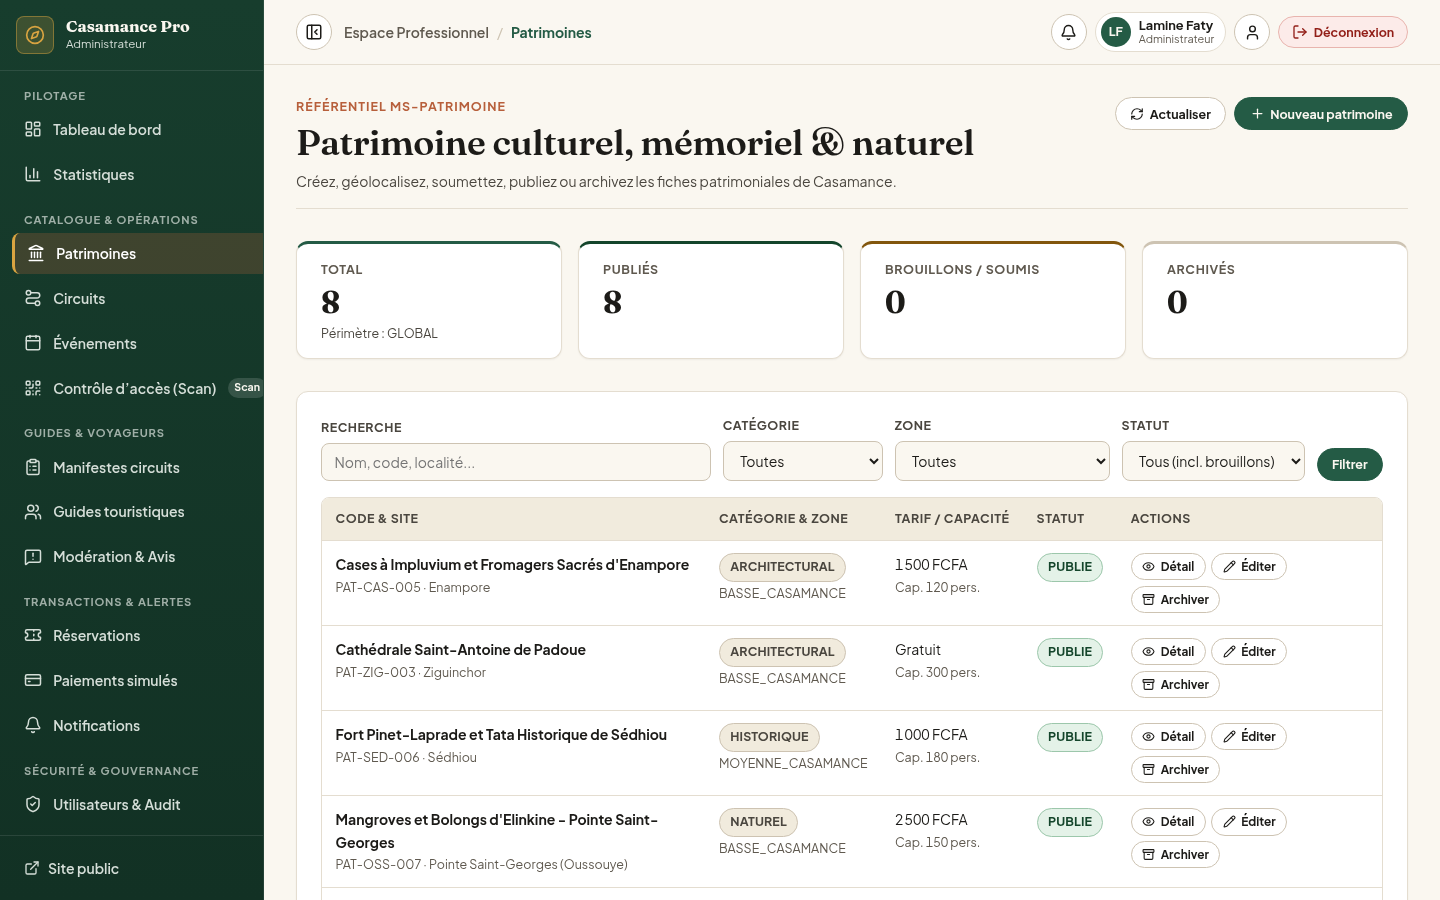 Casamance Pro
Administrateur
PILOTAGE
Tableau de bord
Statistiques
CATALOGUE & OPÉRATIONS
Patrimoines
Circuits
Événements
Contrôle d’accès (Scan) Scan
GUIDES & VOYAGEURS
Manifestes circuits
Guides touristiques
Modération & Avis
TRANSACTIONS & ALERTES
Réservations
Paiements simulés
Notifications
SÉCURITÉ & GOUVERNANCE
Utilisateurs & Audit
Site public
Espace Professionnel / Patrimoines
LF Lamine Faty
Administrateur
Déconnexion
RÉFÉRENTIEL MS-PATRIMOINE
Patrimoine culturel, mémoriel & naturel
Créez, géolocalisez, soumettez, publiez ou archivez les fiches patrimoniales de Casamance.
Actualiser
Nouveau patrimoine
TOTAL
8
Périmètre : GLOBAL
PUBLIÉS
8
BROUILLONS / SOUMIS
0
ARCHIVÉS
0
RECHERCHE
Nom, code, localité...
CATÉGORIE
Toutes
ZONE
Toutes
STATUT
Tous (incl. brouillons)
Filtrer
CODE & SITE CATÉGORIE & ZONE TARIF / CAPACITÉ STATUT ACTIONS
Cases à Impluvium et Fromagers Sacrés d'Enampore ARCHITECTURAL 1 500 FCFA PUBLIE Détail Éditer
PAT-CAS-005 · Enampore BASSE_CASAMANCE Cap. 120 pers. Archiver
Cathédrale Saint-Antoine de Padoue ARCHITECTURAL Gratuit PUBLIE Détail Éditer
PAT-ZIG-003 · Ziguinchor BASSE_CASAMANCE Cap. 300 pers. Archiver
Fort Pinet-Laprade et Tata Historique de Sédhiou HISTORIQUE 1 000 FCFA PUBLIE Détail Éditer
PAT-SED-006 · Sédhiou MOYENNE_CASAMANCE Cap. 180 pers. Archiver
Mangroves et Bolongs d'Elinkine - Pointe Saint- NATUREL 2 500 FCFA PUBLIE Détail Éditer
Georges BASSE_CASAMANCE Cap. 150 pers. Archiver
PAT-OSS-007 · Pointe Saint-Georges (Oussouye)